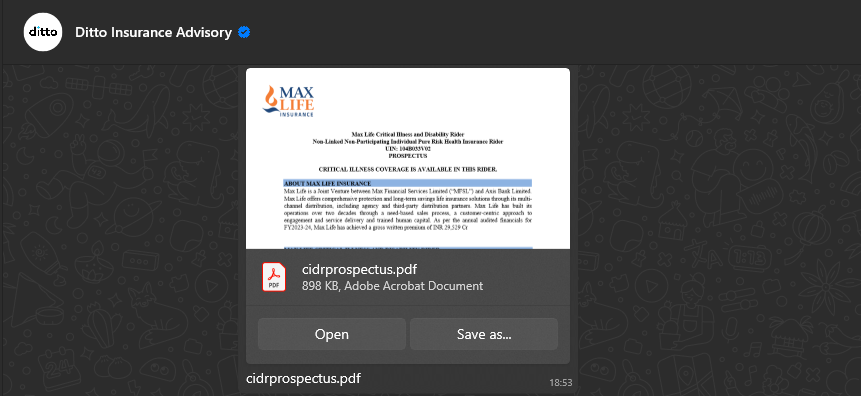 ditto
Ditto Insurance Advisory
MAX
LIFE
INSURANCE
Max Life Critical Illness and Disability Rider
Non-Linked Non-Participating Individual Pure Risk Health Insurance Rider
UIN: 104B033V02
PROSPECTUS
CRITICAL ILLNESS COVERAGE IS AVAILABLE IN THIS RIDER.
ABOUT MAX LIFE INSURANCE
Max Life is a Joint Venture between Max Financial Services Limited ("MFSL") and Axis Bank Limited.
Max Life offers comprehensive protection and long-term savings life insurance solutions through its multi-
channel distribution, including agency and third-party distribution partners. Max Life has built its
operations over two decades through a need-based sales process, a customer-centric approach to
engagement and service delivery and trained human capital. As per the annual audited financials for
FY2023-24, Max Life has achieved a gross written premium of INR 29,529 Cr
PDF
cidrprospectus.pdf
898 KB, Adobe Acrobat Document
Open
Save as...
cidrprospectus.pdf
18:53